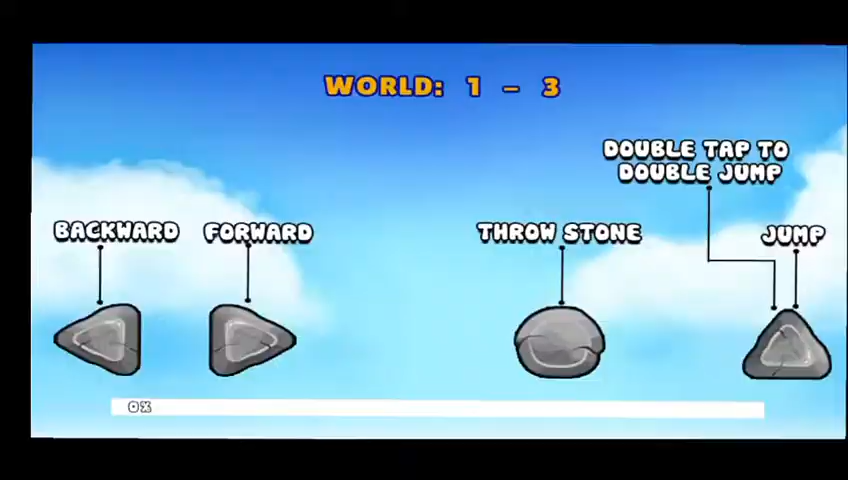 WORLD: 1 - 3
DOUBLE TAP TO
DOUBLE JUMP
BACKWARD
FORWARD
THROW STONE
JUMP
0%